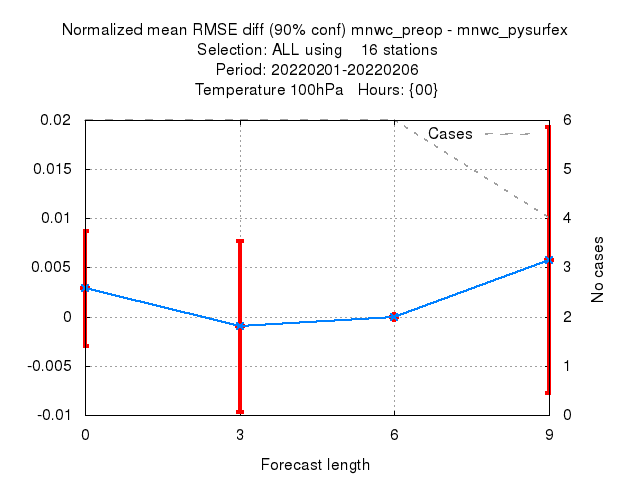 Normalized mean RMSE diff (90% conf) mnwc_preop - mnwc_pysurfex
Selection: ALL using    16 stations
Period: 20220201-20220206
Temperature 100hPa   Hours: {00}
Cases
0.02
0.015
0.01
0.005
0
-0.005
-0.01
6
5
4
3
2
1
0
No cases
0 3 6 9
Forecast length